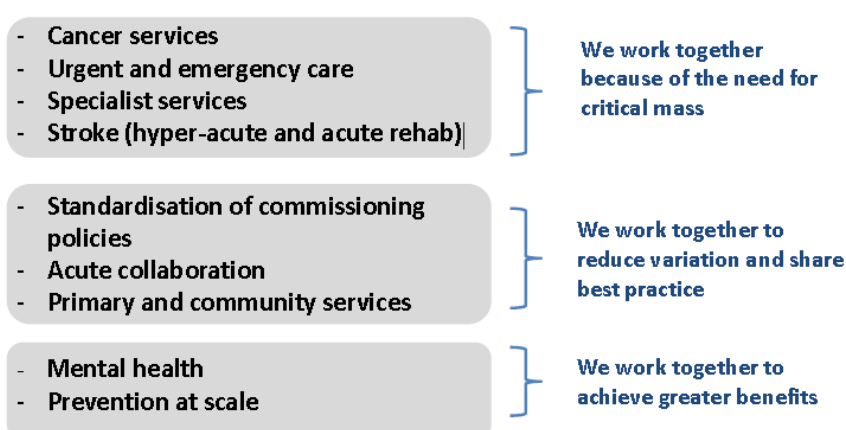 - Cancer services
- Urgent and emergency care
- Specialist services
- Stroke (hyper-acute and acute rehab)
We work together
because of the need for
critical mass
- Standardisation of commissioning
policies
- Acute collaboration
- Primary and community services
We work together to
reduce variation and share
best practice
- Mental health
- Prevention at scale
We work together to
achieve greater benefits